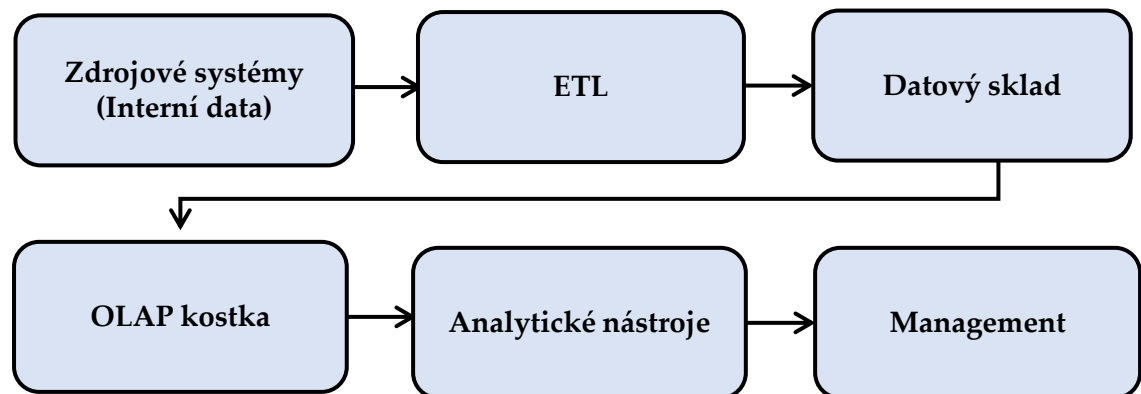 Zdrojové systémy
(Interní data)
ETL
Datový sklad
OLAP kostka
Analytické nástroje
Management